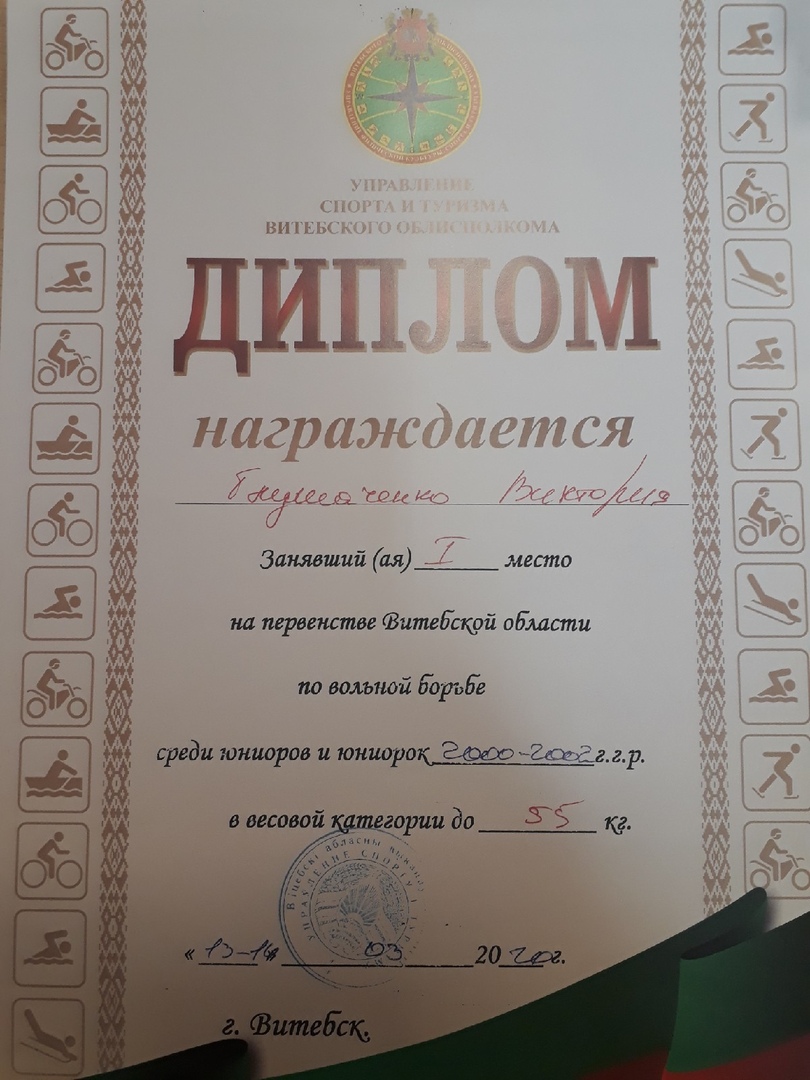 УПРАВЛЕНИЕ
СПОРТА И ТУРИЗМА
ВИТЕБСКОГО ОБЛИСПОЛКОМА
ДИПЛОМ
награждается
Виктория
Занявший (ая) I место
на первенстве Витебской области
по вольной борьбе
среди юниоров и юниорок 2000-2002 г.г.р.
в весовой категории до 55 кг.
« 13-14 » 03 2020 г.
г. Витебск.